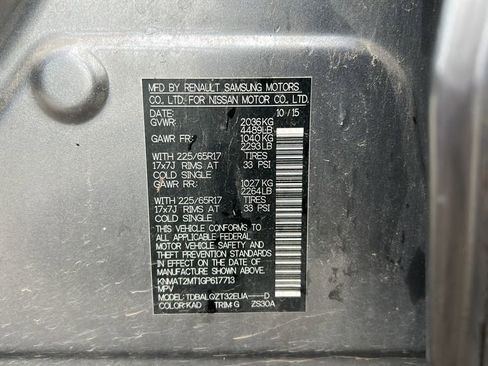 MFD BY RENAULT SAMSUNG MOTORS
CO. LTD. FOR NISSAN MOTOR CO., LTD.
DATE: 10/15
GVWR: 2036KG
4489LB
GAWR FR: 1040KG
2293LB
WITH 225/65R17 TIRES
17x7J RIMS AT 33 PSI
COLD SINGLE
GAWR RR: 1027KG
2264LB
WITH 225/65R17 TIRES
17x7J RIMS AT 33 PSI
COLD SINGLE
THIS VEHICLE CONFORMS TO
ALL APPLICABLE FEDERAL
MOTOR VEHICLE SAFETY AND
THEFT PREVENTION STANDARDS
IN EFFECT ON THE DATE OF
MANUFACTURE SHOWN ABOVE.
KNMAT2MT1GP617713
MPV
MODEL:TDBALQZT32EUA----D
COLOR:KAD TRIM:G ZS30A